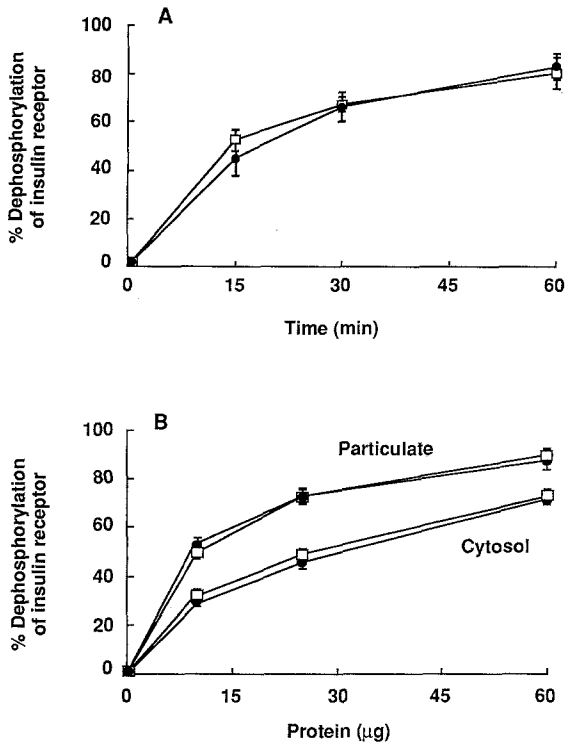 A
100
80
60
40
20
0
% Dephosphorylation
of insulin receptor
0 15 30 45 60
Time (min)
B
100
80
60
40
20
0
% Dephosphorylation
of insulin receptor
Particulate
Cytosol
0 15 30 45 60
Protein (µg)